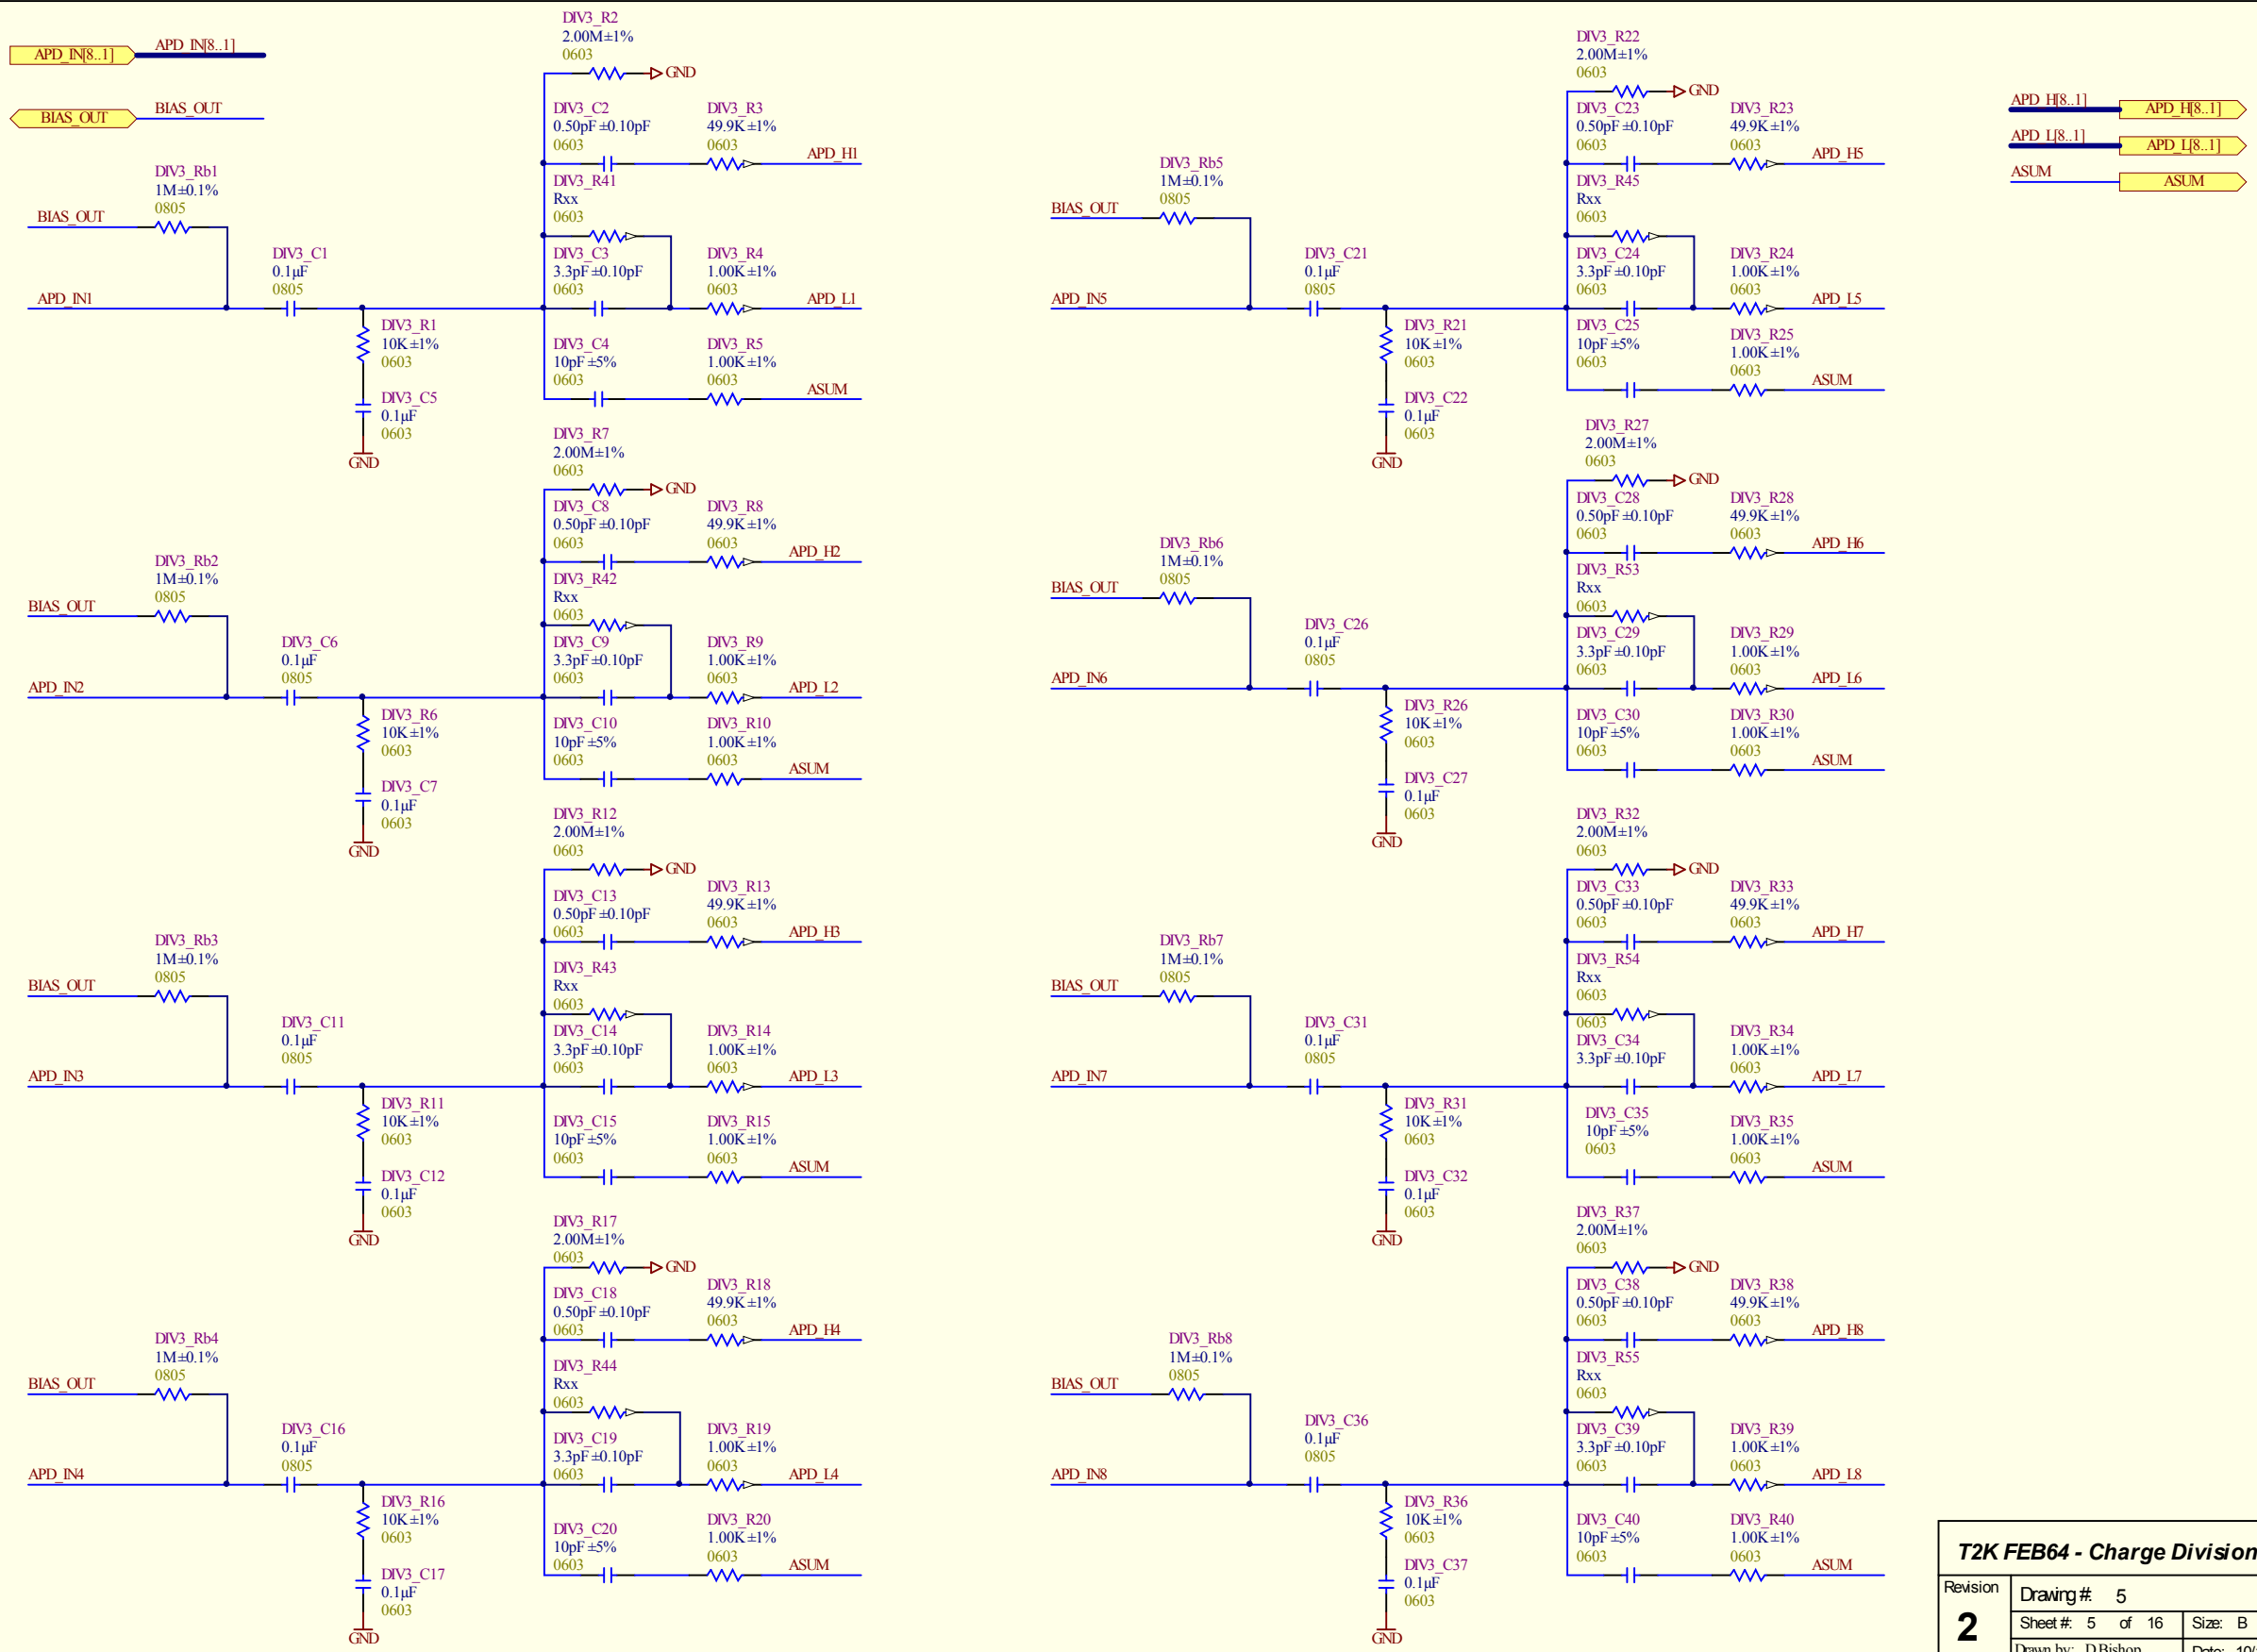 APD_IN[8..1]
APD_IN[8..1]
BIAS_OUT
BIAS_OUT
DIV3_R2
2.00M±1%
0603
GND
DIV3_C2
0.50pF±0.10pF
0603
DIV3_R3
49.9K±1%
0603
APD_H1
DIV3_R41
Rxx
0603
DIV3_Rb1
1M±0.1%
0805
BIAS_OUT
DIV3_C1
0.1µF
0805
APD_IN1
DIV3_C3
3.3pF±0.10pF
0603
DIV3_R4
1.00K±1%
0603
APD_L1
DIV3_R1
10K±1%
0603
DIV3_C4
10pF±5%
0603
DIV3_R5
1.00K±1%
0603
ASUM
DIV3_C5
0.1µF
0603
GND
DIV3_R7
2.00M±1%
0603
GND
DIV3_C8
0.50pF±0.10pF
0603
DIV3_R8
49.9K±1%
0603
APD_H2
DIV3_R42
Rxx
0603
DIV3_Rb2
1M±0.1%
0805
BIAS_OUT
DIV3_C6
0.1µF
0805
APD_IN2
DIV3_C9
3.3pF±0.10pF
0603
DIV3_R9
1.00K±1%
0603
APD_L2
DIV3_R6
10K±1%
0603
DIV3_C10
10pF±5%
0603
DIV3_R10
1.00K±1%
0603
ASUM
DIV3_C7
0.1µF
0603
GND
DIV3_R12
2.00M±1%
0603
GND
DIV3_C13
0.50pF±0.10pF
0603
DIV3_R13
49.9K±1%
0603
APD_H3
DIV3_R43
Rxx
0603
DIV3_Rb3
1M±0.1%
0805
BIAS_OUT
DIV3_C11
0.1µF
0805
APD_IN3
DIV3_C14
3.3pF±0.10pF
0603
DIV3_R14
1.00K±1%
0603
APD_L3
DIV3_R11
10K±1%
0603
DIV3_C15
10pF±5%
0603
DIV3_R15
1.00K±1%
0603
ASUM
DIV3_C12
0.1µF
0603
GND
DIV3_R17
2.00M±1%
0603
GND
DIV3_C18
0.50pF±0.10pF
0603
DIV3_R18
49.9K±1%
0603
APD_H4
DIV3_R44
Rxx
0603
DIV3_Rb4
1M±0.1%
0805
BIAS_OUT
DIV3_C16
0.1µF
0805
APD_IN4
DIV3_C19
3.3pF±0.10pF
0603
DIV3_R19
1.00K±1%
0603
APD_L4
DIV3_R16
10K±1%
0603
DIV3_C20
10pF±5%
0603
DIV3_R20
1.00K±1%
0603
ASUM
DIV3_C17
0.1µF
0603
GND
DIV3_R22
2.00M±1%
0603
GND
DIV3_C23
0.50pF±0.10pF
0603
DIV3_R23
49.9K±1%
0603
APD_H5
DIV3_R45
Rxx
0603
DIV3_Rb5
1M±0.1%
0805
BIAS_OUT
DIV3_C21
0.1µF
0805
APD_IN5
DIV3_C24
3.3pF±0.10pF
0603
DIV3_R24
1.00K±1%
0603
APD_L5
DIV3_R21
10K±1%
0603
DIV3_C25
10pF±5%
0603
DIV3_R25
1.00K±1%
0603
ASUM
DIV3_C22
0.1µF
0603
GND
DIV3_R27
2.00M±1%
0603
GND
DIV3_C28
0.50pF±0.10pF
0603
DIV3_R28
49.9K±1%
0603
APD_H6
DIV3_R53
Rxx
0603
DIV3_Rb6
1M±0.1%
0805
BIAS_OUT
DIV3_C26
0.1µF
0805
APD_IN6
DIV3_C29
3.3pF±0.10pF
0603
DIV3_R29
1.00K±1%
0603
APD_L6
DIV3_R26
10K±1%
0603
DIV3_C30
10pF±5%
0603
DIV3_R30
1.00K±1%
0603
ASUM
DIV3_C27
0.1µF
0603
GND
DIV3_R32
2.00M±1%
0603
GND
DIV3_C33
0.50pF±0.10pF
0603
DIV3_R33
49.9K±1%
0603
APD_H7
DIV3_R54
Rxx
0603
DIV3_Rb7
1M±0.1%
0805
BIAS_OUT
DIV3_C31
0.1µF
0805
APD_IN7
0603
DIV3_C34
3.3pF±0.10pF
DIV3_R34
1.00K±1%
0603
APD_L7
DIV3_R31
10K±1%
0603
DIV3_C35
10pF±5%
0603
DIV3_R35
1.00K±1%
0603
ASUM
DIV3_C32
0.1µF
0603
GND
DIV3_R37
2.00M±1%
0603
GND
DIV3_C38
0.50pF±0.10pF
0603
DIV3_R38
49.9K±1%
0603
APD_H8
DIV3_R55
Rxx
0603
DIV3_Rb8
1M±0.1%
0805
BIAS_OUT
DIV3_C36
0.1µF
0805
APD_IN8
DIV3_C39
3.3pF±0.10pF
0603
DIV3_R39
1.00K±1%
0603
APD_L8
DIV3_R36
10K±1%
0603
DIV3_C40
10pF±5%
0603
DIV3_R40
1.00K±1%
0603
ASUM
DIV3_C37
0.1µF
0603
GND
APD_H[8..1]
APD_H[8..1]
APD_L[8..1]
APD_L[8..1]
ASUM
ASUM
T2K FEB64 - Charge Division
Revision
2
Drawing #: 5
Sheet #: 5 of 16
Size: B
Drawn by: D.Bishop
Date: 10/